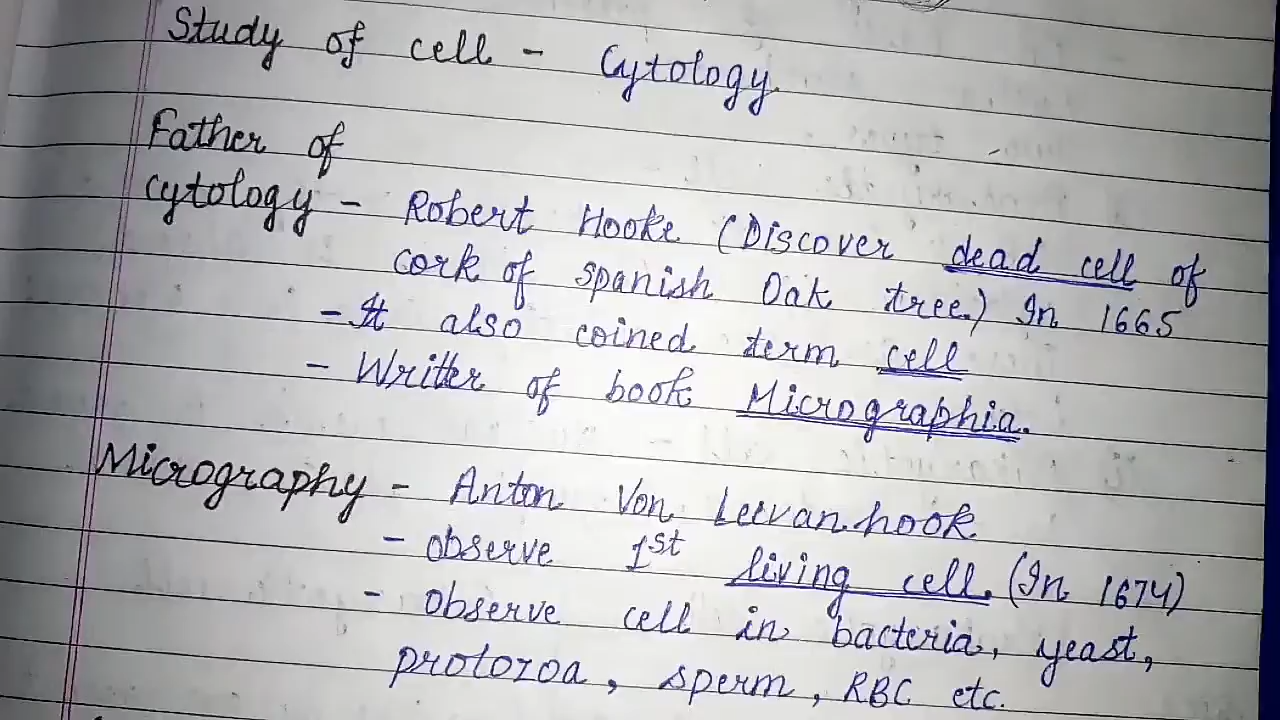 Study of cell - Cytology
Father of
cytology - Robert Hooke (Discover dead cell of
cork of spanish Oak tree.) In 1665
- It also coined term cell
- Writter of book Micrographia.
Micrography - Anton Von Leevanhook
- observe 1st living cell. (In 1674)
- observe cell in bacteria, yeast,
protozoa, sperm, RBC etc.